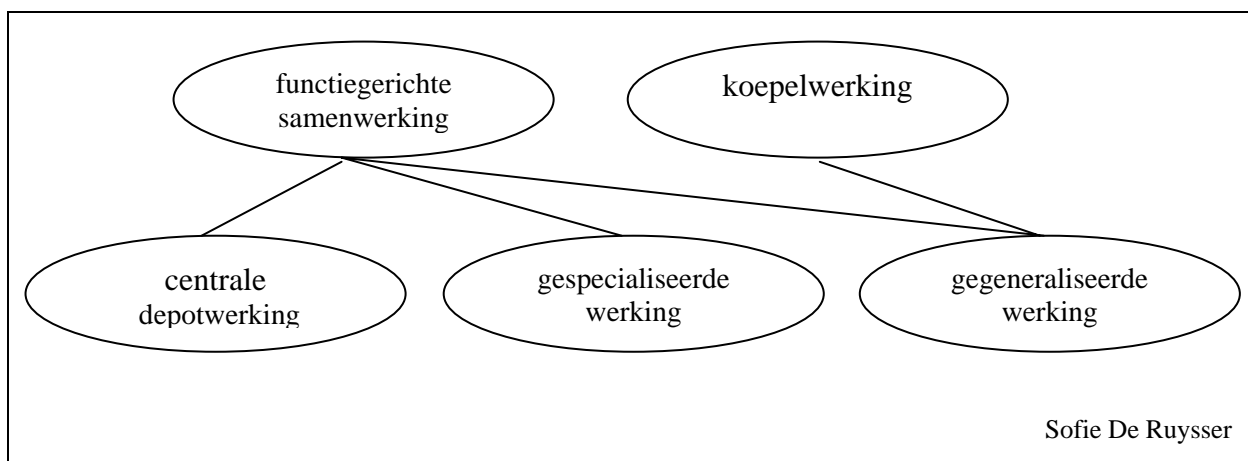 functiegerichte
samenwerking
koepelwerking
centrale
depotwerking
gespecialiseerde
werking
gegeneraliseerde
werking
Sofie De Ruysser